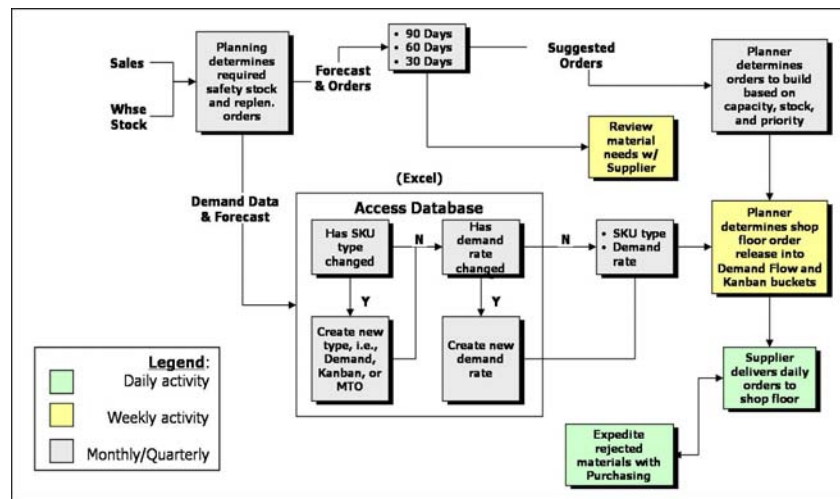 Sales
Whse
Stock
Planning
determines
required
safety stock
and replen.
orders
Forecast
& Orders
• 90 Days
• 60 Days
• 30 Days
Suggested
Orders
Planner
determines
orders to build
based on
capacity, stock,
and priority
Review
material
needs w/
Supplier
Demand Data
& Forecast
(Excel)
Access Database
Has SKU
type
changed
N
Has
demand
rate
changed
N
• SKU type
• Demand
rate
Planner
determines shop
floor order
release into
Demand Flow and
Kanban buckets
Y
Y
Create new
type, i.e.,
Demand,
Kanban, or
MTO
Create new
demand
rate
Supplier
delivers daily
orders to
shop floor
Expedite
rejected
materials with
Purchasing
Legend:
Daily activity
Weekly activity
Monthly/Quarterly